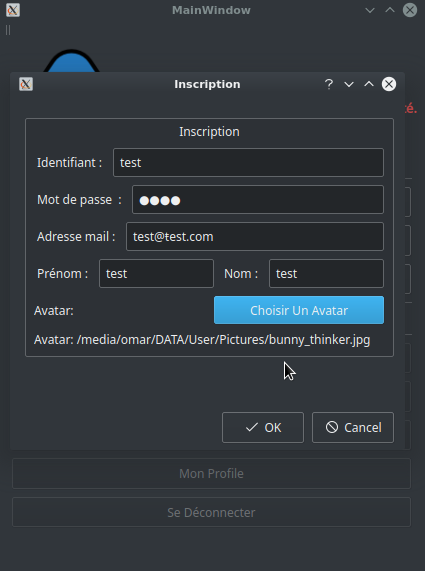 MainWindow
Inscription
té.
Inscription
Identifiant : test
Mot de passe : ●●●●
Adresse mail : test@test.com
Prénom : test Nom : test
Avatar: Choisir Un Avatar
Avatar: /media/omar/DATA/User/Pictures/bunny_thinker.jpg
OK Cancel
Mon Profile
Se Déconnecter